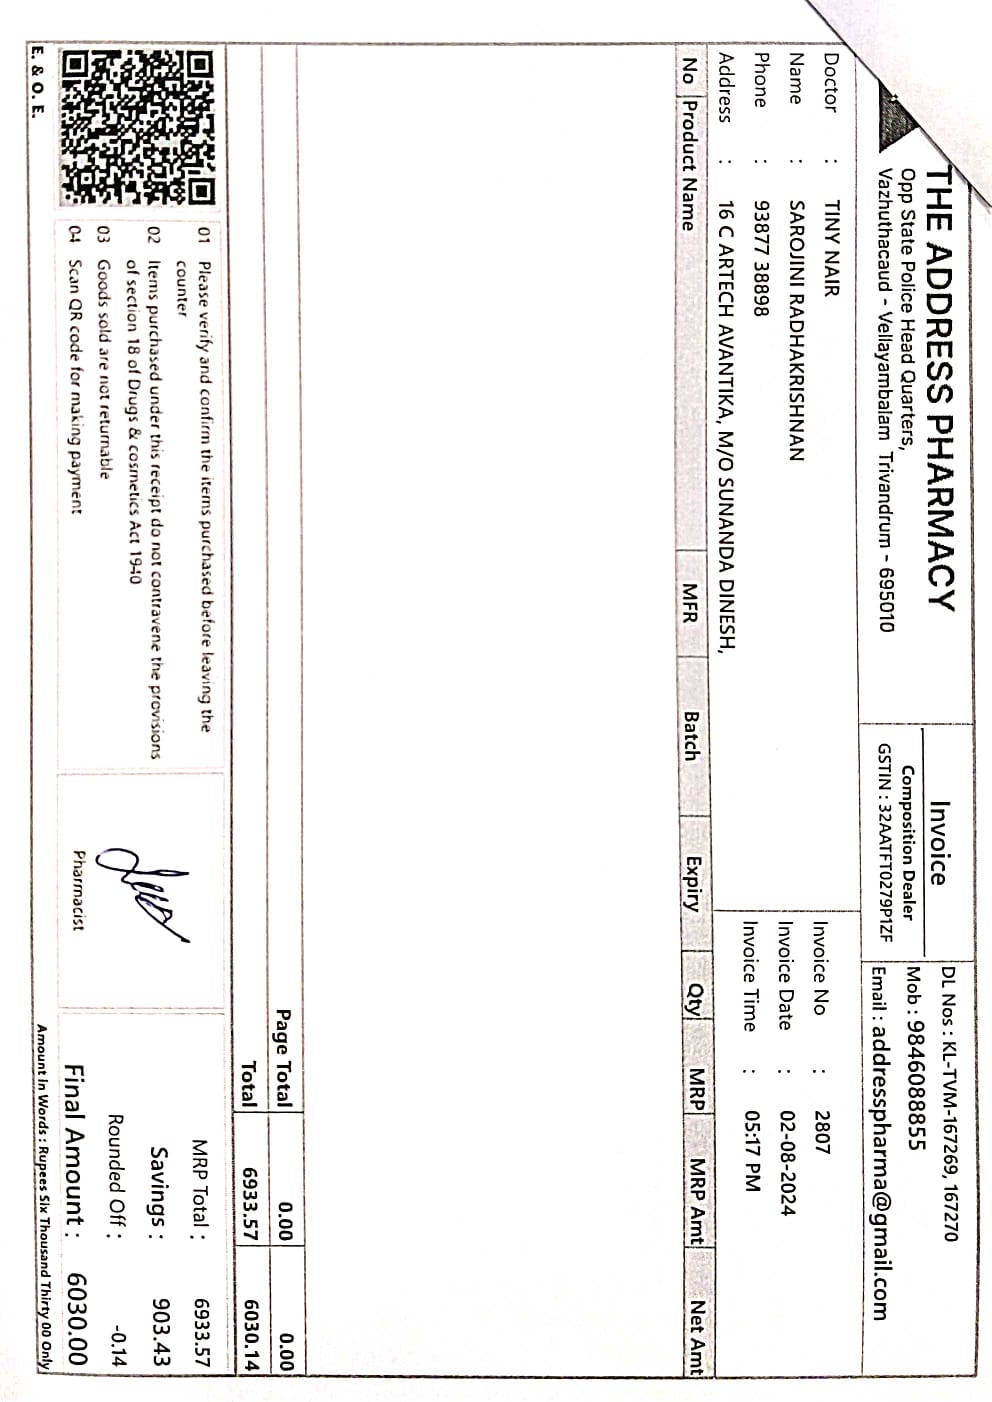 THE ADDRESS PHARMACY
Opp State Police Head Quarters,
Vazhuthacaud - Vellayambalam Trivandrum - 695010
Invoice
Composition Dealer
GSTIN : 32AATFT0279P1ZF
DL Nos : KL-TVM-167269, 167270
Mob : 9846088855
Email : addresspharma@gmail.com
Doctor : TINY NAIR
Name : SAROJINI RADHAKRISHNAN
Phone : 93877 38898
Address : 16 C ARTECH AVANTIKA, M/O SUNANDA DINESH,
Invoice No : 2807
Invoice Date : 02-08-2024
Invoice Time : 05:17 PM
No Product Name MFR Batch Expiry Qty MRP MRP Amt Net Amt
Page Total 0.00 0.00
Total 6933.57 6030.14
01 Please verify and confirm the items purchased before leaving the
counter
02 Items purchased under this receipt do not contravene the provisions
of section 18 of Drugs & cosmetics Act 1940
03 Goods sold are not returnable
04 Scan QR code for making payment
Pharmacist
MRP Total : 6933.57
Savings : 903.43
Rounded Off : -0.14
Final Amount : 6030.00
E. & O. E.
Amount In Words : Rupees Six Thousand Thirty 00 Only